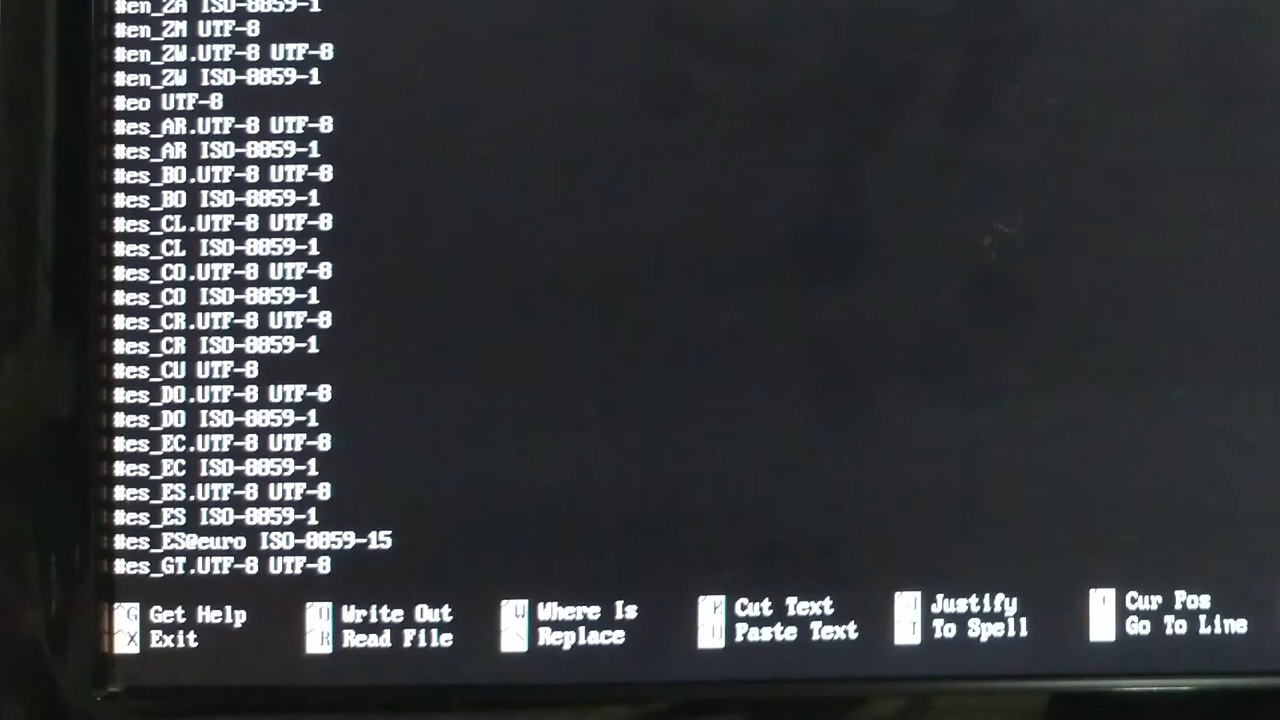 #en_ZA ISO-8859-1
#en_ZM UTF-8
#en_ZW.UTF-8 UTF-8
#en_ZW ISO-8859-1
#eo UTF-8
#es_AR.UTF-8 UTF-8
#es_AR ISO-8859-1
#es_BO.UTF-8 UTF-8
#es_BO ISO-8859-1
#es_CL.UTF-8 UTF-8
#es_CL ISO-8859-1
#es_CO.UTF-8 UTF-8
#es_CO ISO-8859-1
#es_CR.UTF-8 UTF-8
#es_CR ISO-8859-1
#es_CU UTF-8
#es_DO.UTF-8 UTF-8
#es_DO ISO-8859-1
#es_EC.UTF-8 UTF-8
#es_EC ISO-8859-1
#es_ES.UTF-8 UTF-8
#es_ES ISO-8859-1
#es_ES@euro ISO-8859-15
#es_GT.UTF-8 UTF-8
^G Get Help ^O Write Out ^W Where Is ^K Cut Text ^J Justify Cur Pos
^X Exit ^R Read File ^\ Replace ^U Paste Text ^T To Spell Go To Line